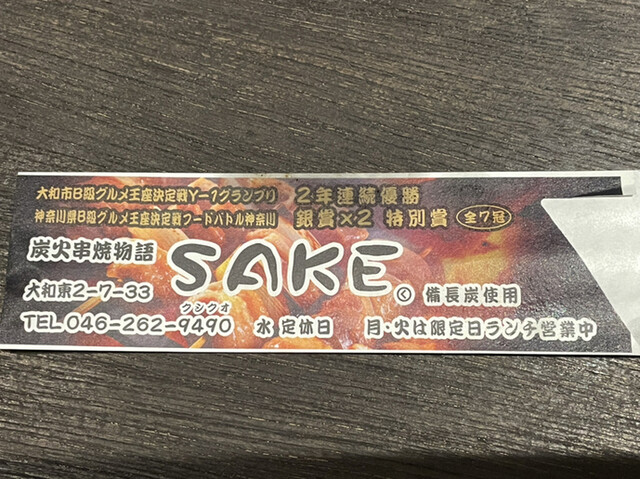 大和市B級グルメ王座決定戦Y-1グランプリ 2年連続優勝
神奈川県B級グルメ王座決定戦フードバトル神奈川 銀賞×2 特別賞 全7冠
炭火串焼物語 SAKE。 く 備長炭使用
大和東2-7-33
クンクオ
TEL 046-262-9490 水 定休日 月・火は限定日ランチ営業中